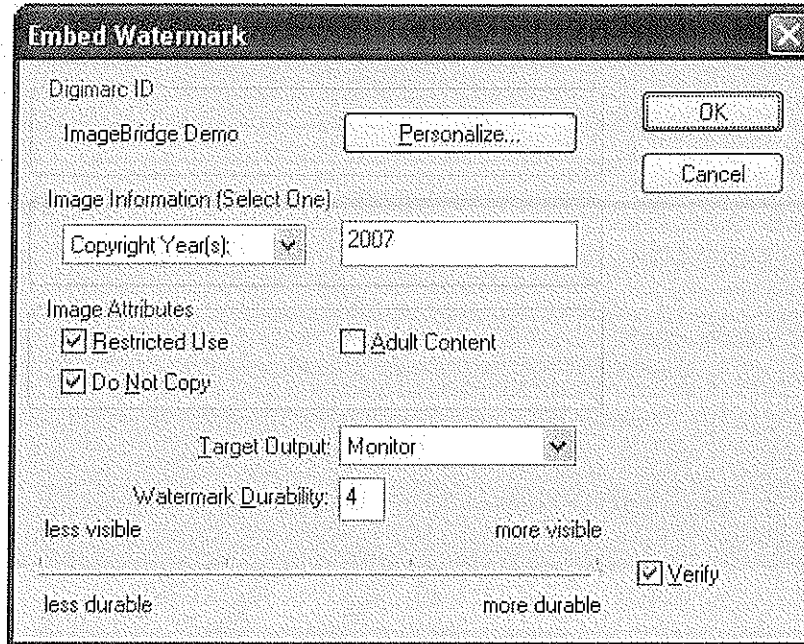 Embed Watermark
Digimarc ID
ImageBridge Demo
Personalize...
OK
Cancel
Image Information (Select One)
Copyright Year(s):
2007
Image Attributes
Restricted Use
Adult Content
Do Not Copy
Target Output: Monitor
Watermark Durability: 4
less visible more visible
Verify
less durable more durable